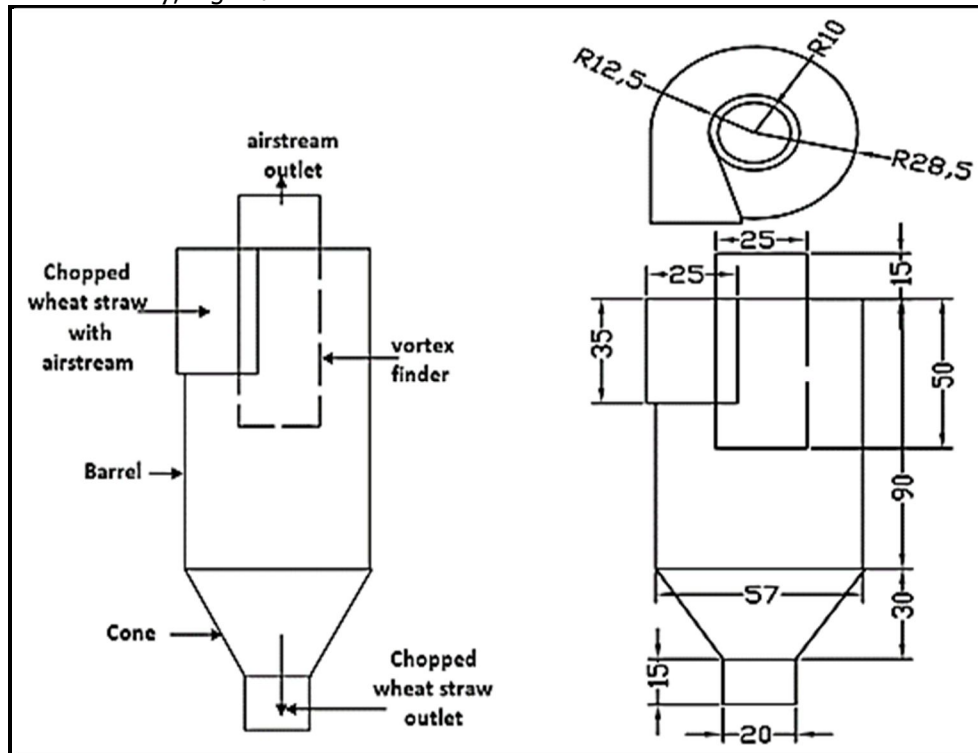 airstream
outlet
Chopped
wheat straw
with
airstream
vortex
finder
Barrel
Cone
Chopped
wheat straw
outlet
R12,5
R10
R28,5
25
25
15
35
50
90
57
30
15
20